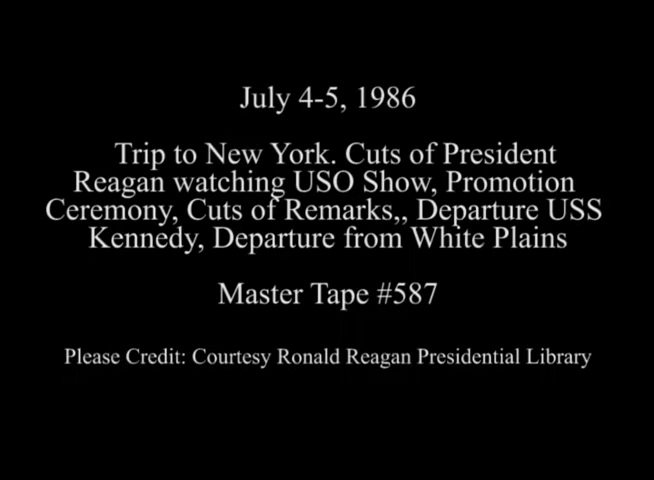 July 4-5, 1986
Trip to New York. Cuts of President
Reagan watching USO Show, Promotion
Ceremony, Cuts of Remarks,, Departure USS
Kennedy, Departure from White Plains
Master Tape #587
Please Credit: Courtesy Ronald Reagan Presidential Library